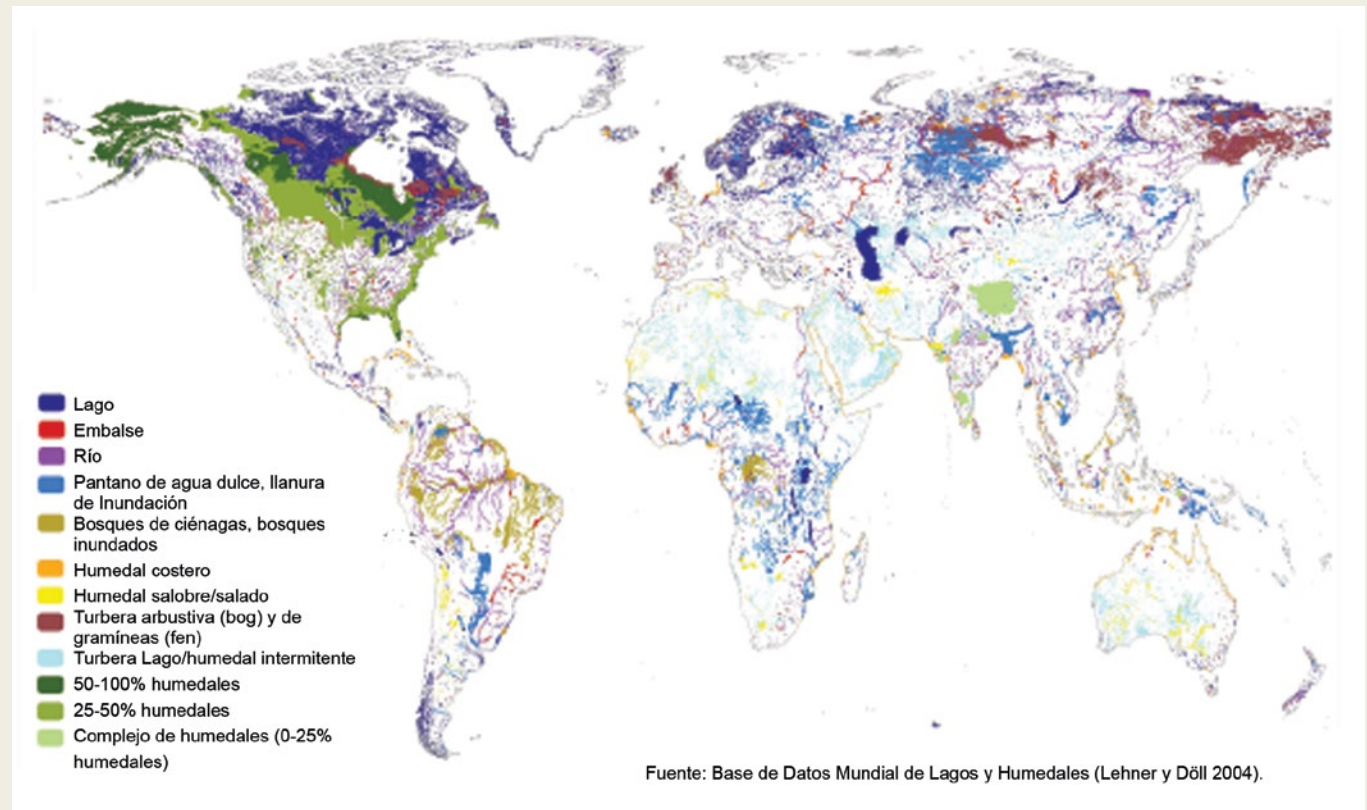 Lago
Embalse
Río
Pantano de agua dulce, llanura
de Inundación
Bosques de ciénagas, bosques
inundados
Humedal costero
Humedal salobre/salado
Turbera arbustiva (bog) y de
gramíneas (fen)
Turbera Lago/humedal intermitente
50-100% humedales
25-50% humedales
Complejo de humedales (0-25%
humedales)
Fuente: Base de Datos Mundial de Lagos y Humedales (Lehner y Döll 2004).